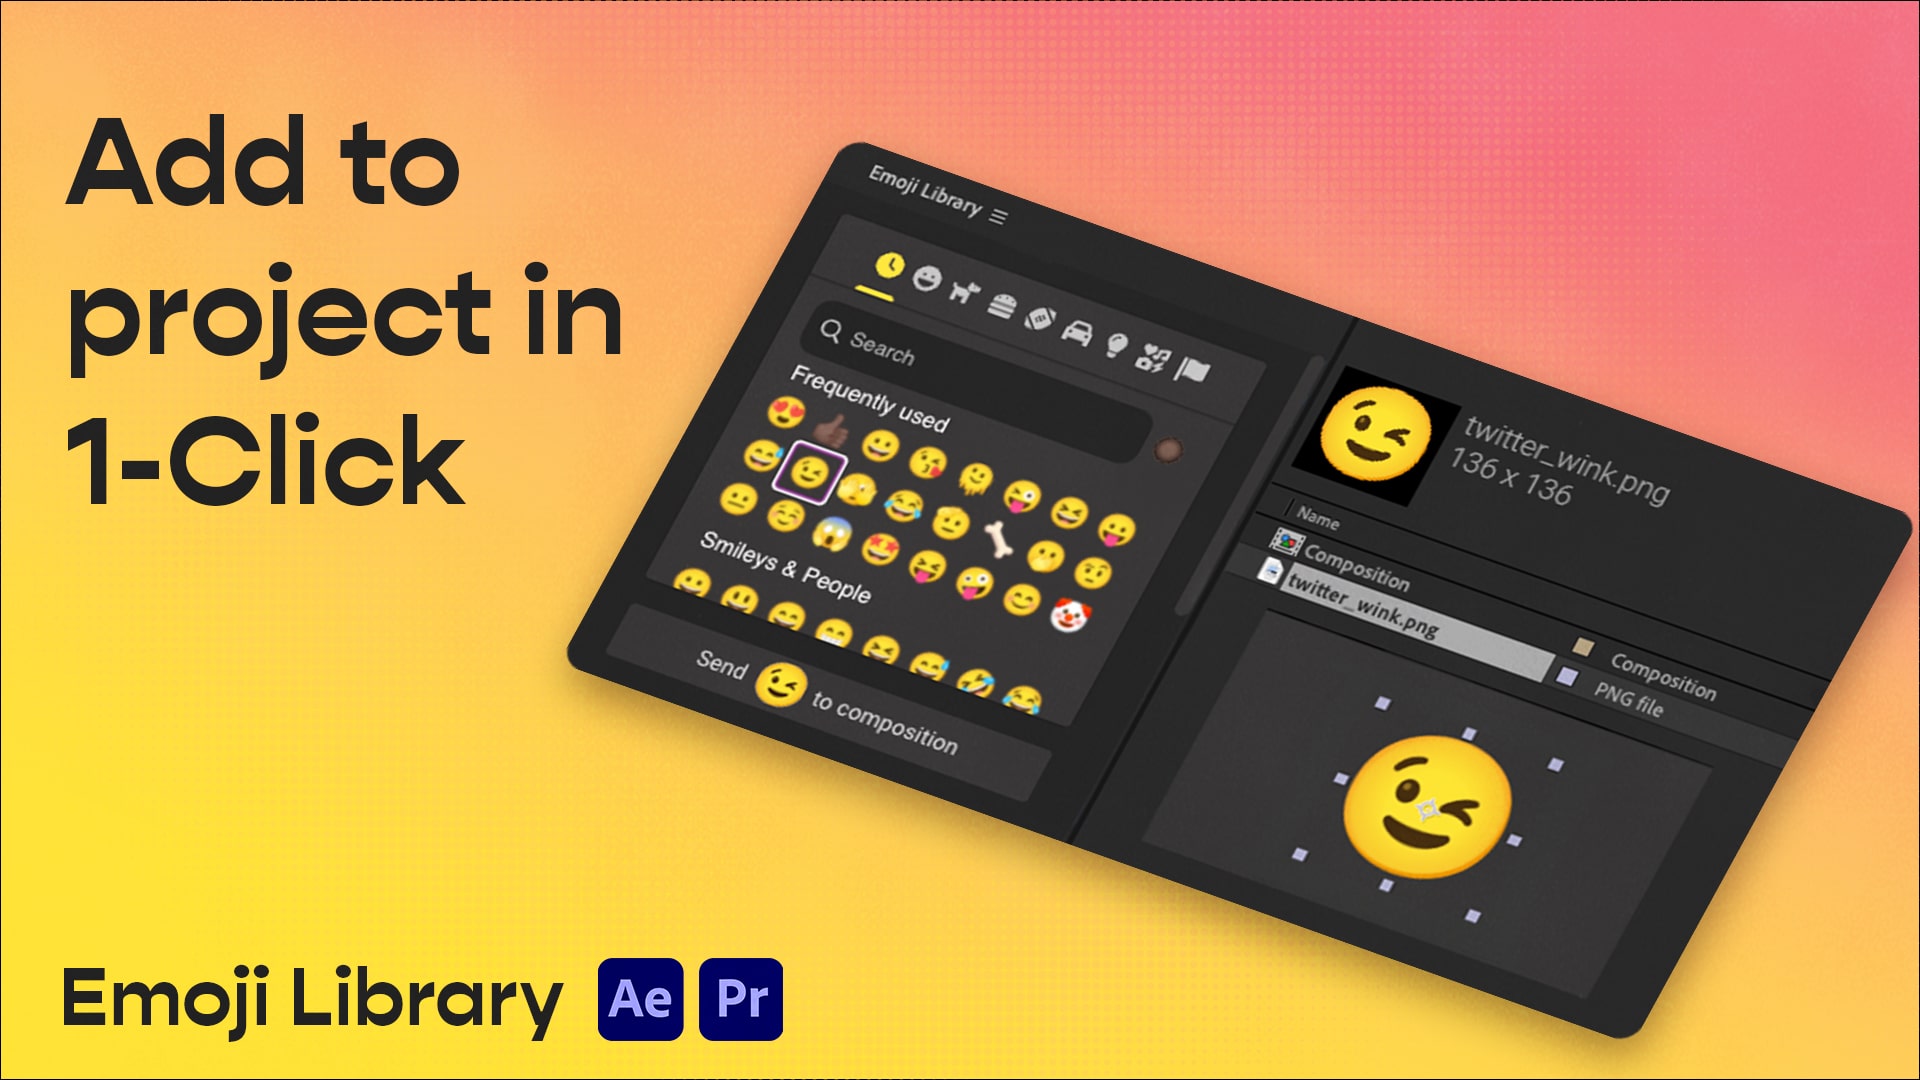 Add to
project in
1-Click
Emoji Library
Search
Frequently used
Smileys & People
Send to composition
twitter_wink.png
136 x 136
Name
Composition
twitter_wink.png
Composition
PNG file
Emoji Library Ae Pr